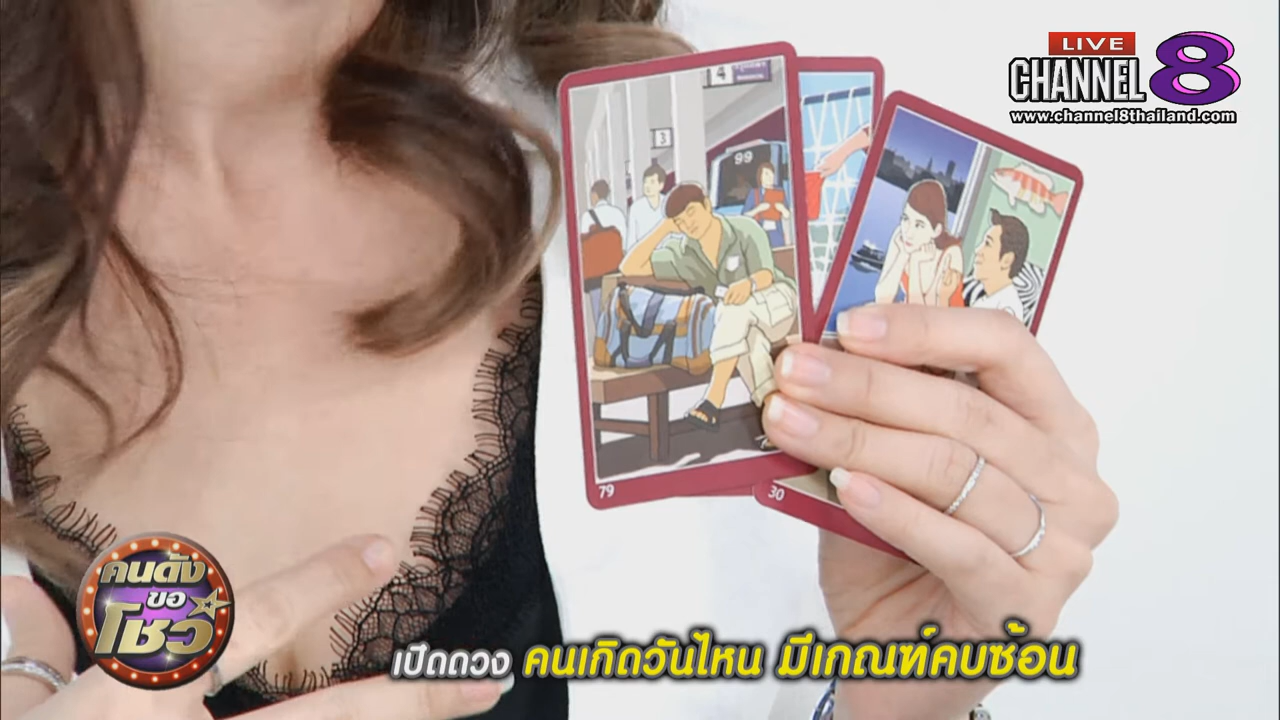 LIVE
CHANNEL 8
www.channel8thailand.com
4
3
99
79
30
คนดัง
ขอ
โชว์
เปิดดวง คนเกิดวันไหน มีเกณฑ์คบซ้อน